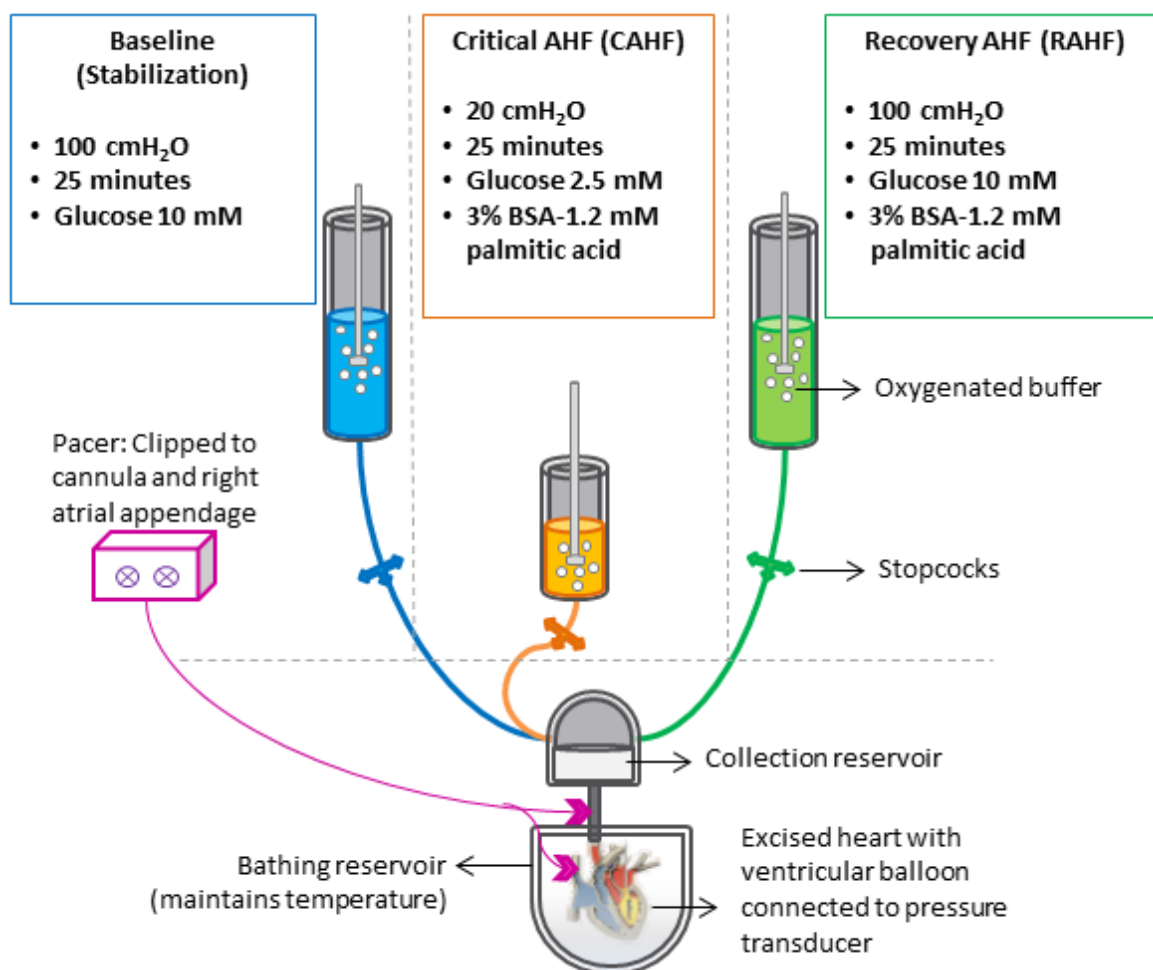 Baseline
(Stabilization)
• 100 cmH₂O
• 25 minutes
• Glucose 10 mM
Critical AHF (CAHF)
• 20 cmH₂O
• 25 minutes
• Glucose 2.5 mM
• 3% BSA-1.2 mM
palmitic acid
Recovery AHF (RAHF)
• 100 cmH₂O
• 25 minutes
• Glucose 10 mM
• 3% BSA-1.2 mM
palmitic acid
Oxygenated buffer
Pacer: Clipped to
cannula and right
atrial appendage
Stopcocks
Collection reservoir
Bathing reservoir
(maintains temperature)
Excised heart with
ventricular balloon
connected to pressure
transducer